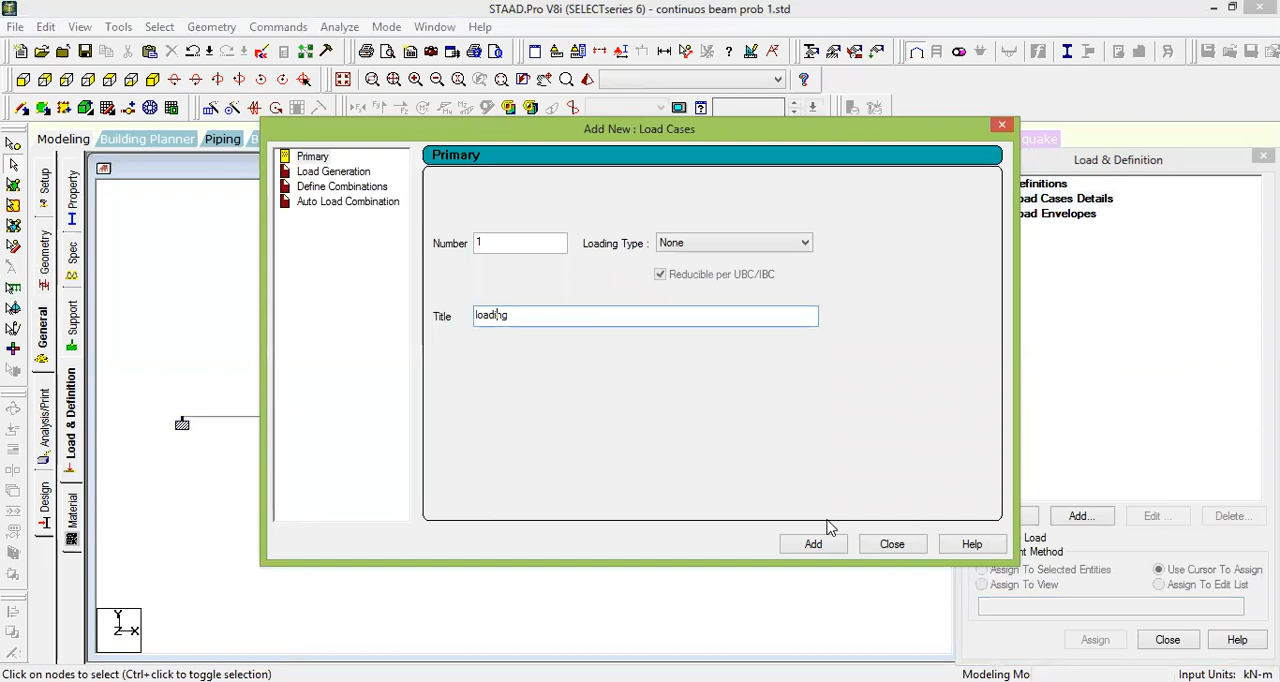 STAAD.Pro V8i (SELECTseries 6) - continuos beam prob 1.std
File Edit View Tools Select Geometry Commands Analyze Mode Window Help
Modeling Building Planner Piping B quake
Add New : Load Cases
Load & Definition
Primary
Load Generation
Define Combinations
Auto Load Combination
Primary
Number 1 Loading Type : None
Reducible per UBC/IBC
Title loading
Add Close Help
efinitions
oad Cases Details
oad Envelopes
Add... Edit ... Delete...
Load
ent Method
Assign To Selected Entities Use Cursor To Assign
Assign To View Assign To Edit List
Assign Close Help
Setup
Geometry
General
Analysis/Print
Design
Property
Spec
Support
Load & Definition
Material
Y
Z X
Click on nodes to select (Ctrl+click to toggle selection) Modeling Mo Input Units: kN-m